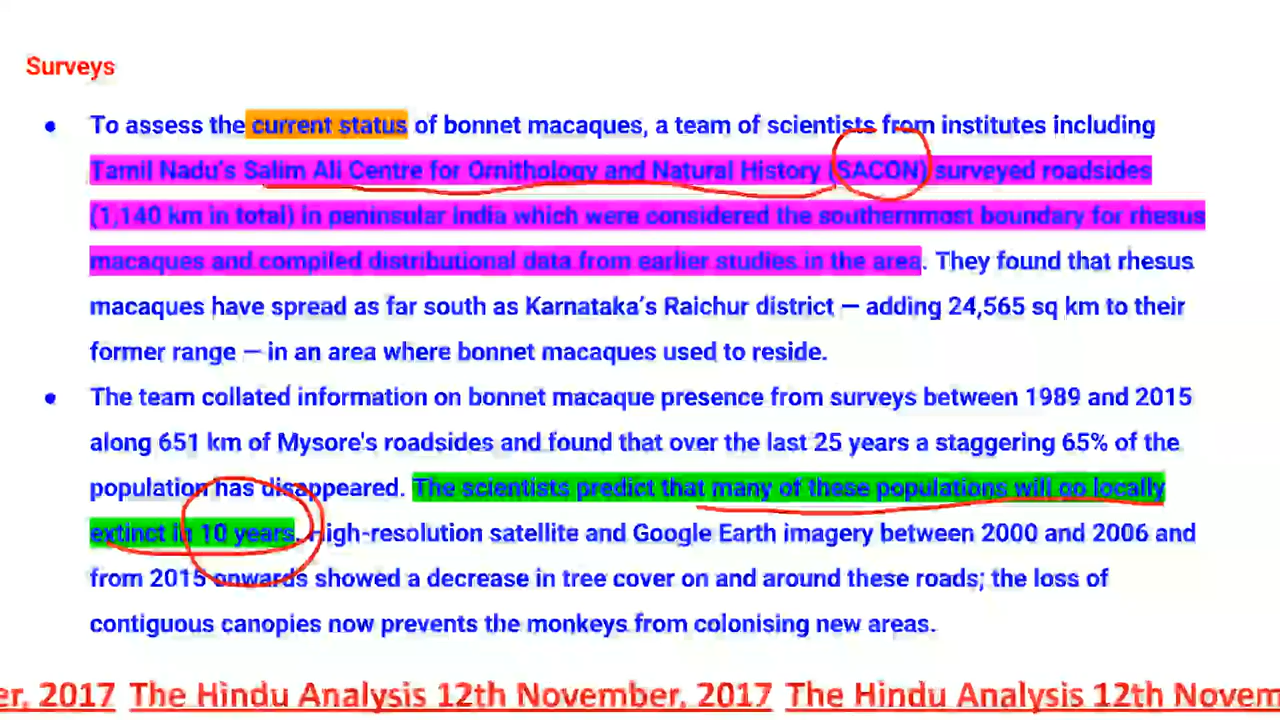 Surveys
• To assess the current status of bonnet macaques, a team of scientists from institutes including
Tamil Nadu's Salim Ali Centre for Ornithology and Natural History (SACON) surveyed roadsides
(1,140 km in total) in peninsular India which were considered the southernmost boundary for rhesus
macaques and compiled distributional data from earlier studies in the area. They found that rhesus
macaques have spread as far south as Karnataka's Raichur district — adding 24,565 sq km to their
former range — in an area where bonnet macaques used to reside.
• The team collated information on bonnet macaque presence from surveys between 1989 and 2015
along 651 km of Mysore's roadsides and found that over the last 25 years a staggering 65% of the
population has disappeared. The scientists predict that many of these populations will go locally
extinct in 10 years. High-resolution satellite and Google Earth imagery between 2000 and 2006 and
from 2015 onwards showed a decrease in tree cover on and around these roads; the loss of
contiguous canopies now prevents the monkeys from colonising new areas.
er, 2017 The Hindu Analysis 12th November, 2017 The Hindu Analysis 12th Novem